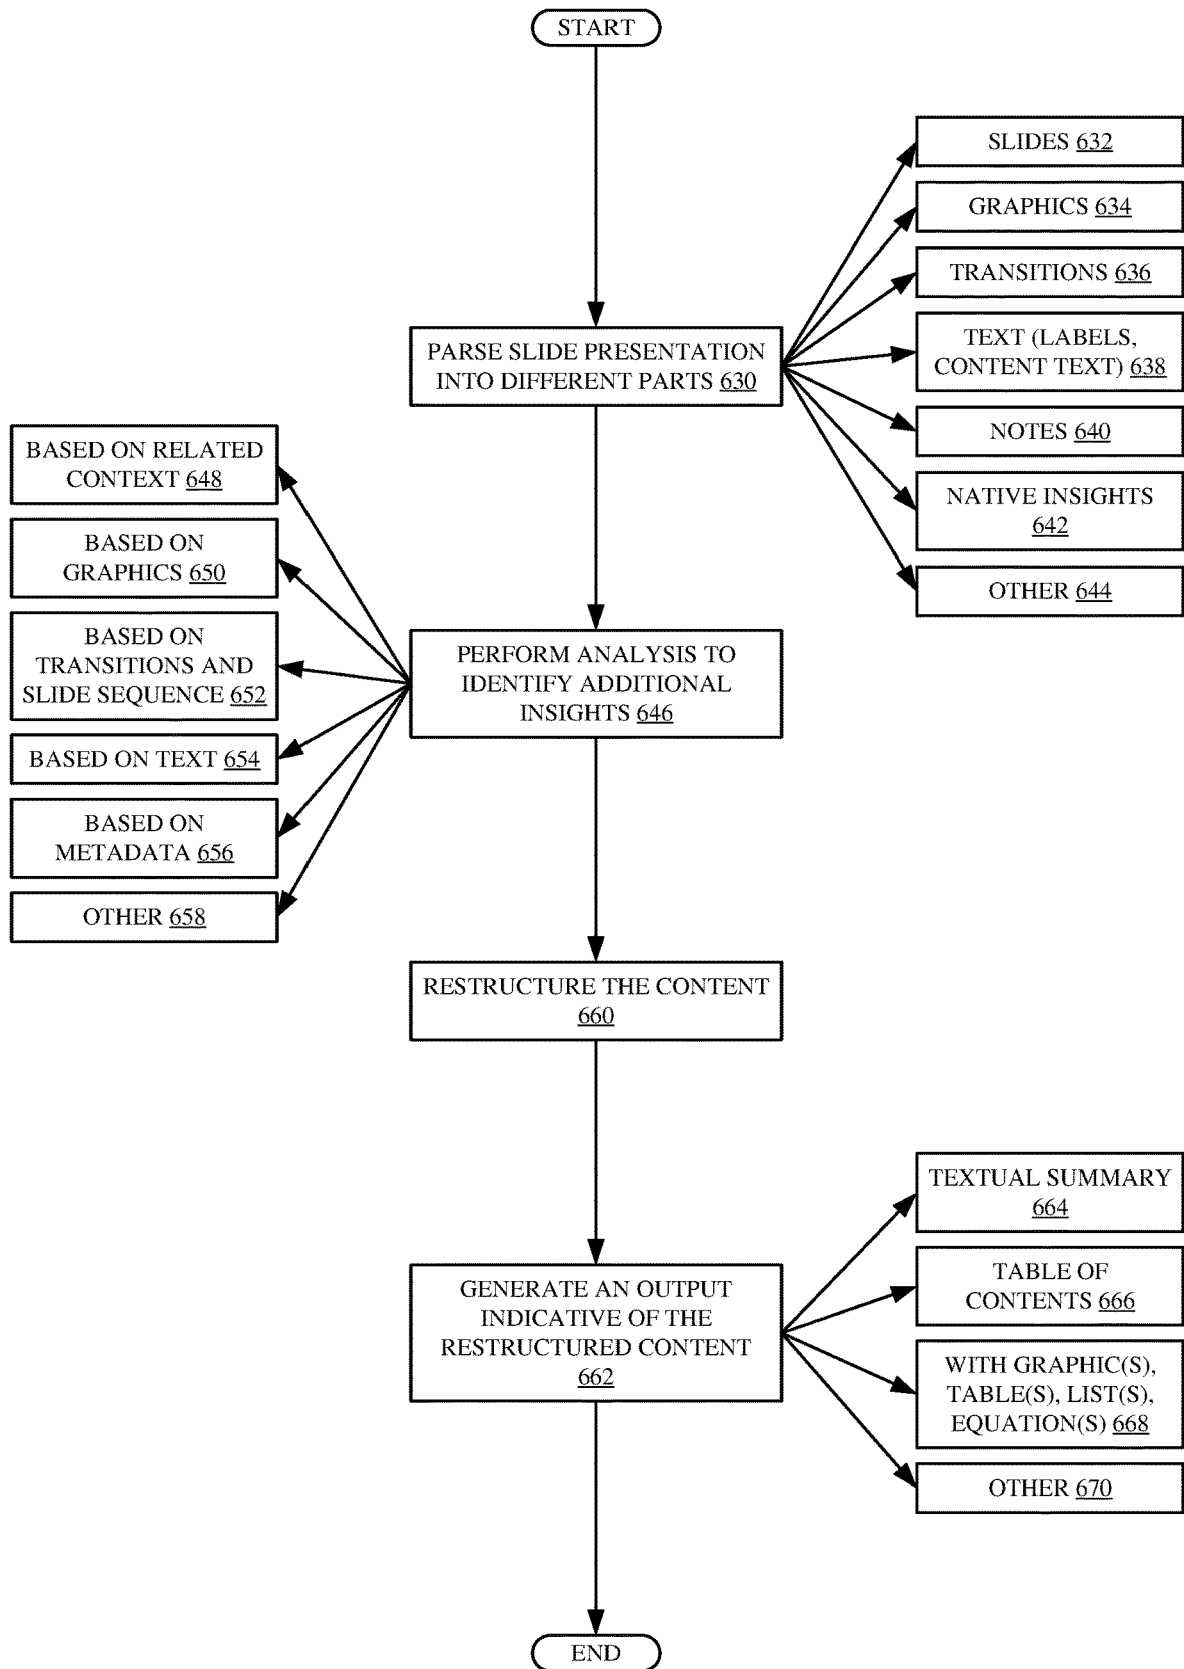 START
SLIDES 632
GRAPHICS 634
TRANSITIONS 636
TEXT (LABELS,
CONTENT TEXT) 638
NOTES 640
NATIVE INSIGHTS
642
OTHER 644
PARSE SLIDE PRESENTATION
INTO DIFFERENT PARTS 630
BASED ON RELATED
CONTEXT 648
BASED ON
GRAPHICS 650
BASED ON
TRANSITIONS AND
SLIDE SEQUENCE 652
BASED ON TEXT 654
BASED ON
METADATA 656
OTHER 658
PERFORM ANALYSIS TO
IDENTIFY ADDITIONAL
INSIGHTS 646
RESTRUCTURE THE CONTENT
660
GENERATE AN OUTPUT
INDICATIVE OF THE
RESTRUCTURED CONTENT
662
TEXTUAL SUMMARY
664
TABLE OF
CONTENTS 666
WITH GRAPHIC(S),
TABLE(S), LIST(S),
EQUATION(S) 668
OTHER 670
END